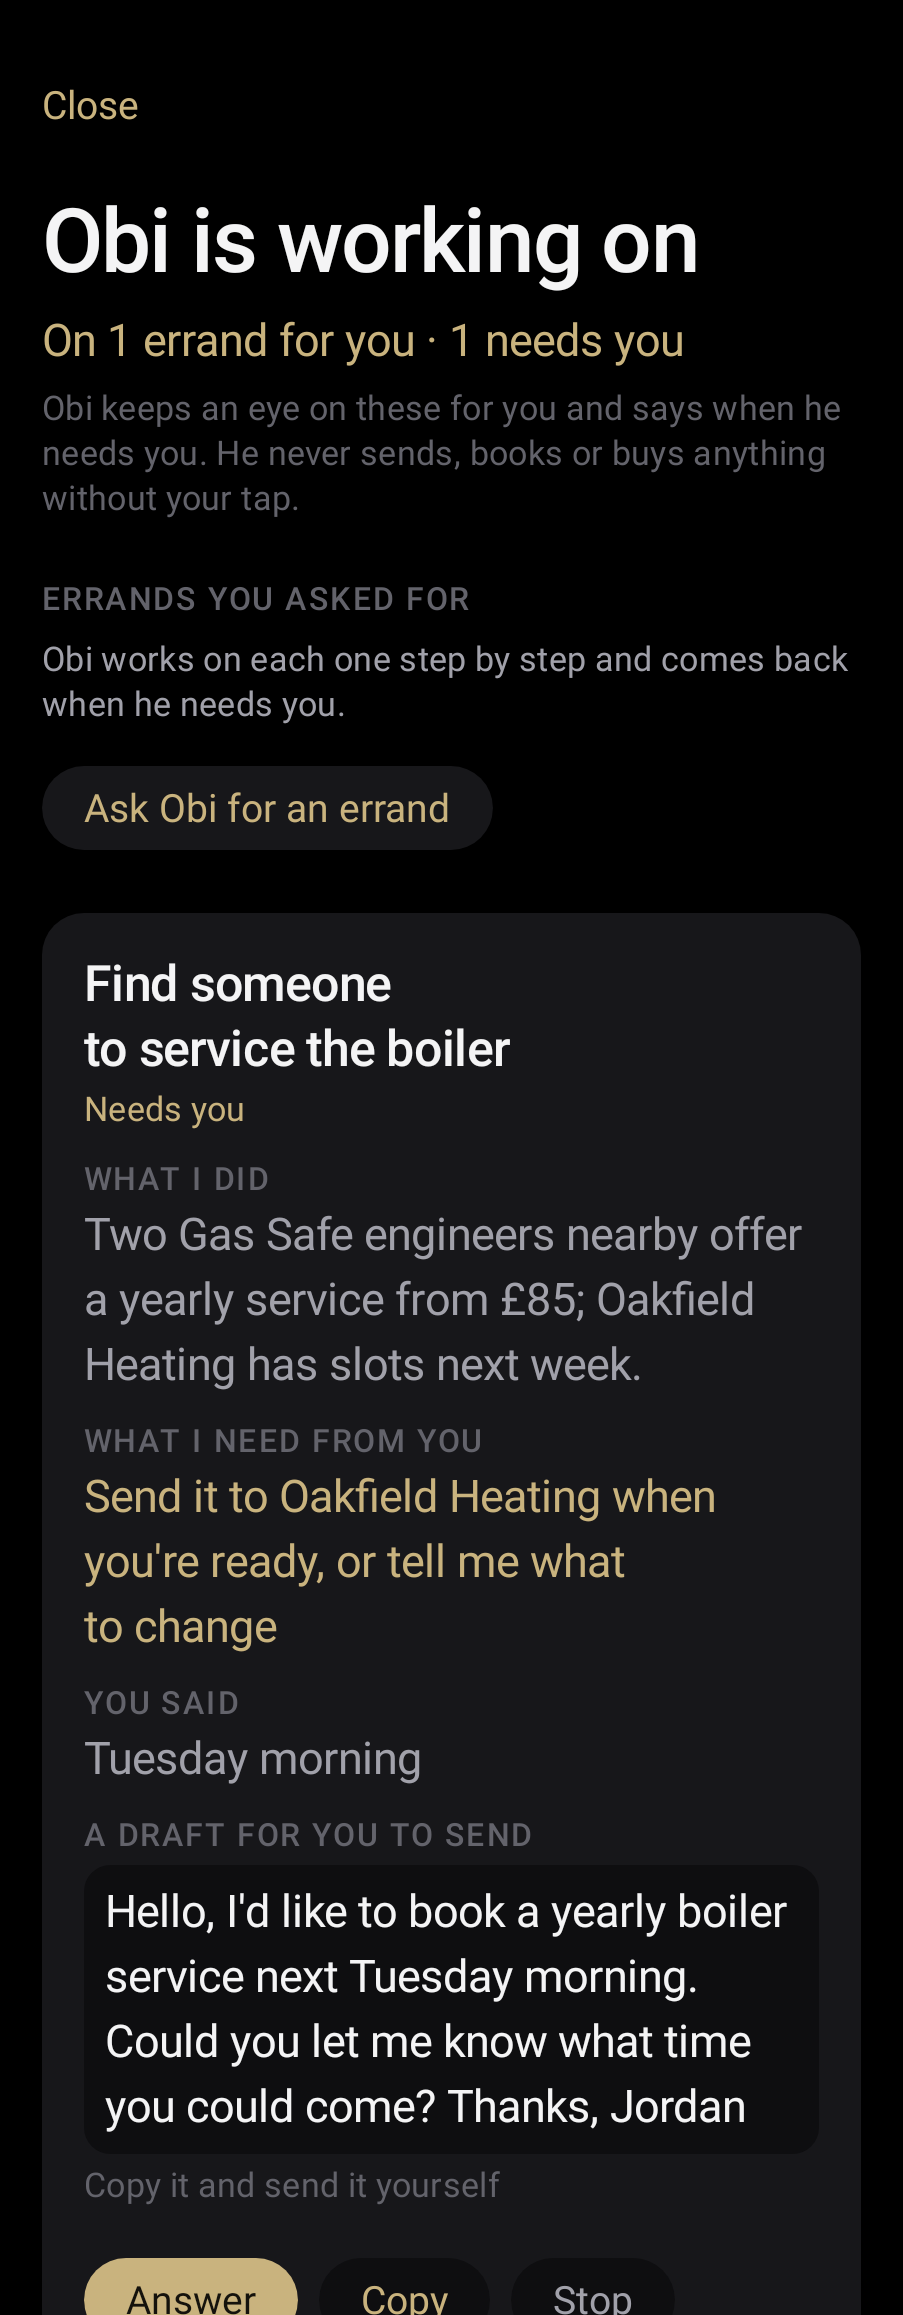 Close
Obi is working on
On 1 errand for you · 1 needs you
Obi keeps an eye on these for you and says when he
needs you. He never sends, books or buys anything
without your tap.
ERRANDS YOU ASKED FOR
Obi works on each one step by step and comes back
when he needs you.
Ask Obi for an errand
Find someone
to service the boiler
Needs you
WHAT I DID
Two Gas Safe engineers nearby offer
a yearly service from £85; Oakfield
Heating has slots next week.
WHAT I NEED FROM YOU
Send it to Oakfield Heating when
you're ready, or tell me what
to change
YOU SAID
Tuesday morning
A DRAFT FOR YOU TO SEND
Hello, I'd like to book a yearly boiler
service next Tuesday morning.
Could you let me know what time
you could come? Thanks, Jordan
Copy it and send it yourself
Answer
Copy
Stop